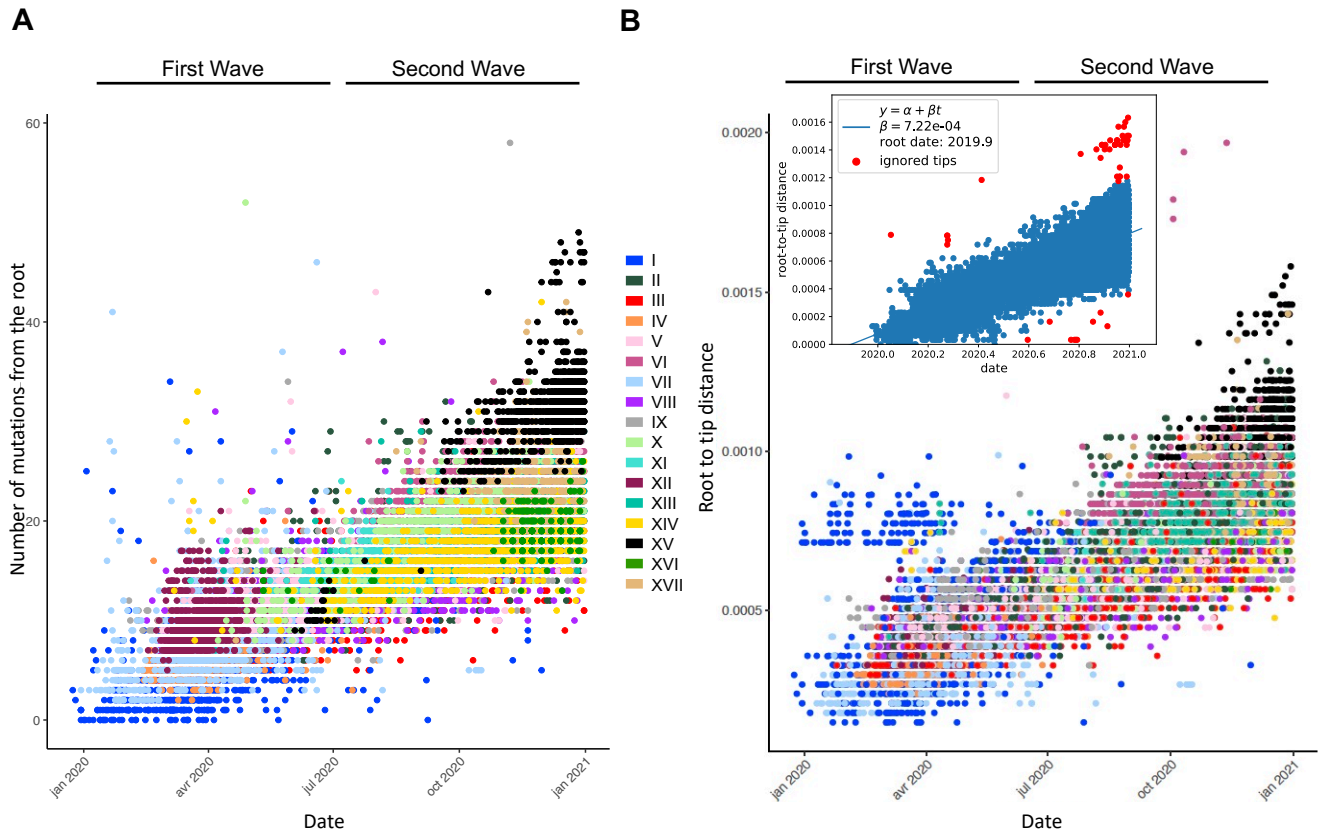 A
First Wave
Second Wave
Number of mutations from the root
60
40
20
0
jan 2020
avr 2020
jul 2020
oct 2020
jan 2021
Date
I
II
III
IV
V
VI
VII
VIII
IX
X
XI
XII
XIII
XIV
XV
XVI
XVII
B
First Wave
Second Wave
Root to tip distance
0.0020
0.0015
0.0010
0.0005
jan 2020
avr 2020
jul 2020
oct 2020
jan 2021
Date
y = α + βt
β = 7.22e-04
root date: 2019.9
ignored tips
root-to-tip distance
0.0016
0.0014
0.0012
0.0010
0.0008
0.0006
0.0004
0.0002
0.0000
2020.0
2020.2
2020.4
2020.6
2020.8
2021.0
date